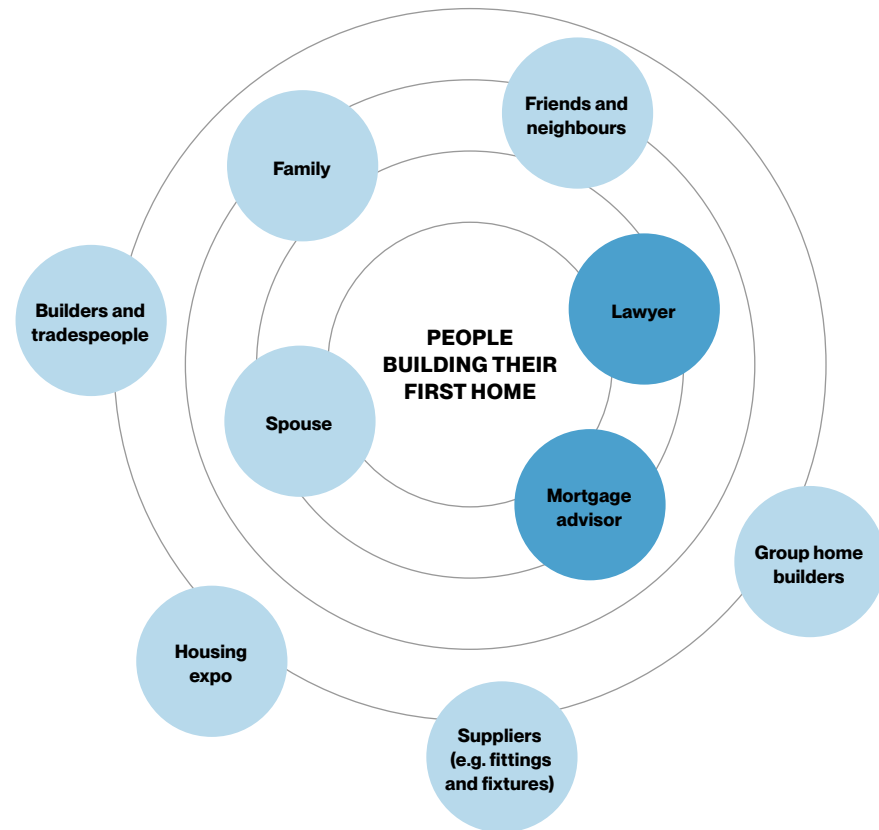 Friends and
neighbours
Family
Builders and
tradespeople
Lawyer
PEOPLE
BUILDING THEIR
FIRST HOME
Spouse
Mortgage
advisor
Group home
builders
Housing
expo
Suppliers
(e.g. fittings
and fixtures)